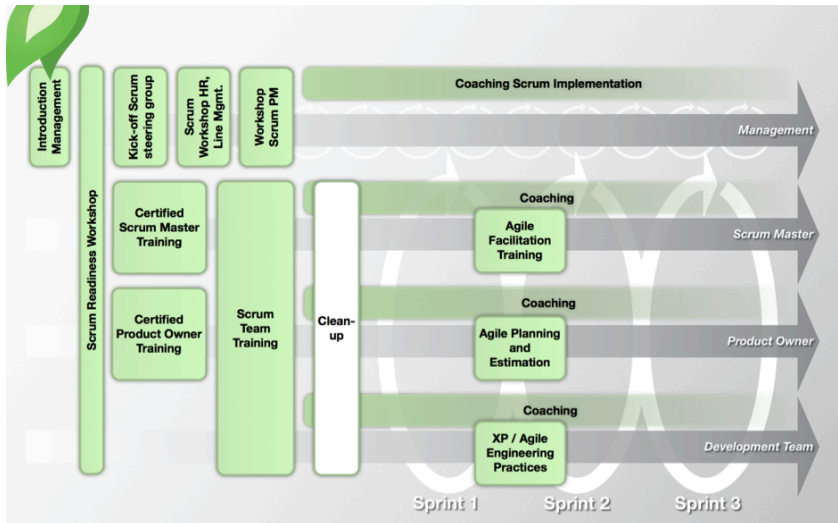 Introduction
Management
Scrum Readiness Workshop
Kick-off Scrum
steering group
Scrum
Workshop HR,
Line Mgmt.
Workshop
Scrum PM
Coaching Scrum Implementation
Management
Certified
Scrum Master
Training
Certified
Product Owner
Training
Scrum
Team
Training
Clean-
up
Coaching
Agile
Facilitation
Training
Scrum Master
Coaching
Agile Planning
and
Estimation
Product Owner
Coaching
XP / Agile
Engineering
Practices
Development Team
Sprint 1
Sprint 2
Sprint 3